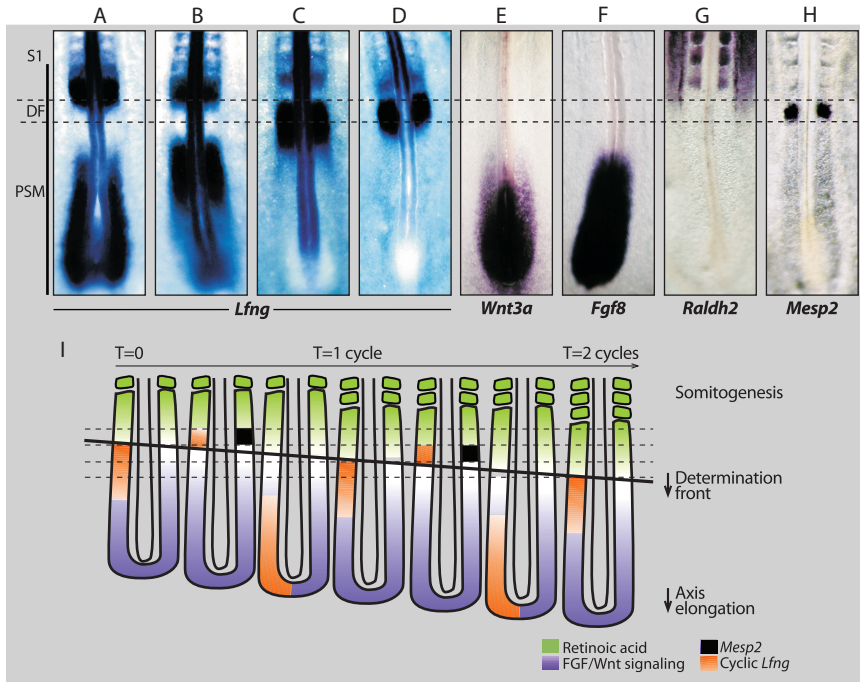 A B C D E F G H
S1
DF
PSM
Lfng Wnt3a Fgf8 Raldh2 Mesp2
I
T=0 T=1 cycle T=2 cycles
Somitogenesis
Determination
front
Axis
elongation
Retinoic acid Mesp2
FGF/Wnt signaling Cyclic Lfng